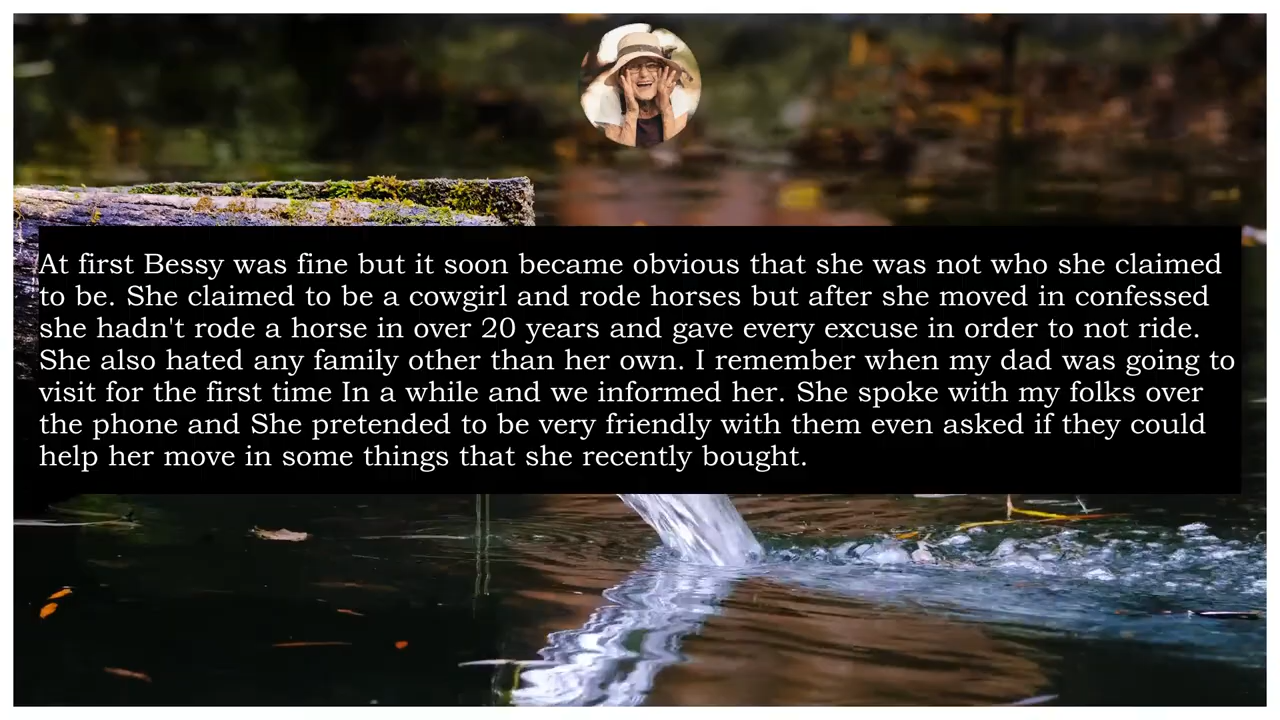 At first Bessy was fine but it soon became obvious that she was not who she claimed
to be. She claimed to be a cowgirl and rode horses but after she moved in confessed
she hadn't rode a horse in over 20 years and gave every excuse in order to not ride.
She also hated any family other than her own. I remember when my dad was going to
visit for the first time In a while and we informed her. She spoke with my folks over
the phone and She pretended to be very friendly with them even asked if they could
help her move in some things that she recently bought.